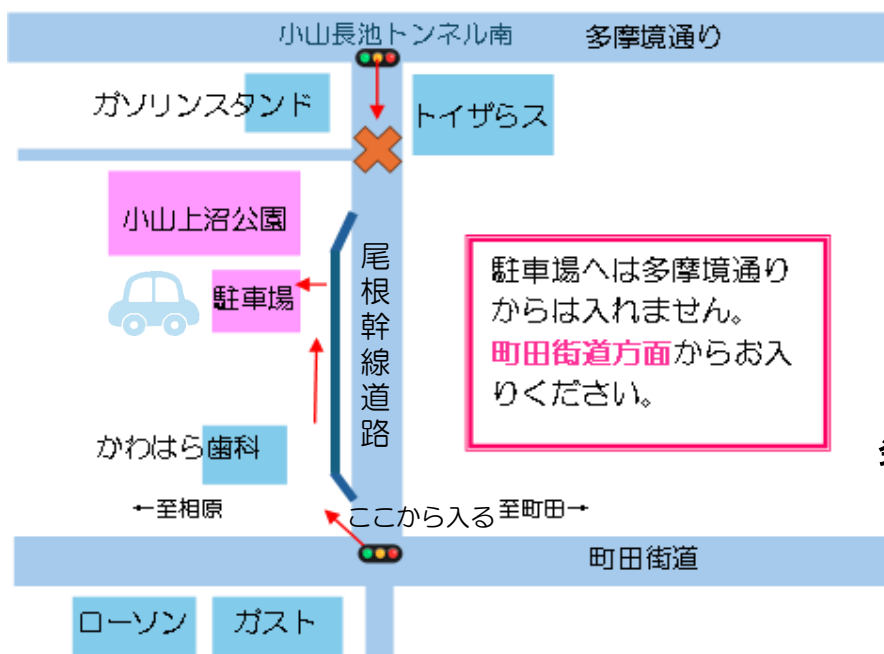 小山長池トンネル南
多摩境通り
ガソリンスタンド
トイザらス
小山上沼公園
駐車場
尾根幹線道路
駐車場へは多摩境通り
からは入れません。
町田街道方面からお入
りください。
かわはら歯科
←至相原
ここから入る
至町田→
町田街道
ローソン
ガスト